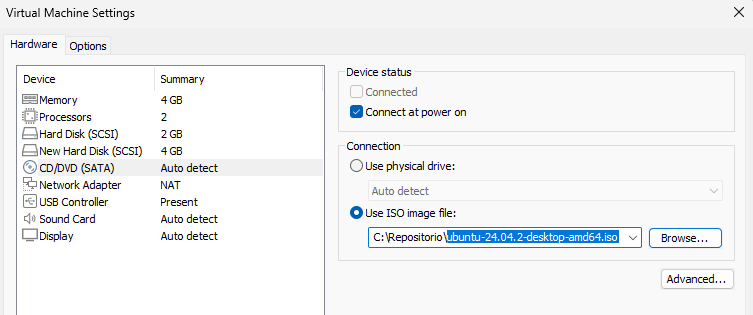 Virtual Machine Settings
Hardware Options
Device Summary
Memory 4 GB
Processors 2
Hard Disk (SCSI) 2 GB
New Hard Disk (SCSI) 4 GB
CD/DVD (SATA) Auto detect
Network Adapter NAT
USB Controller Present
Sound Card Auto detect
Display Auto detect
Device status
Connected
Connect at power on
Connection
Use physical drive:
Auto detect
Use ISO image file:
C:\Repositorio\ubuntu-24.04.2-desktop-amd64.iso Browse...
Advanced...